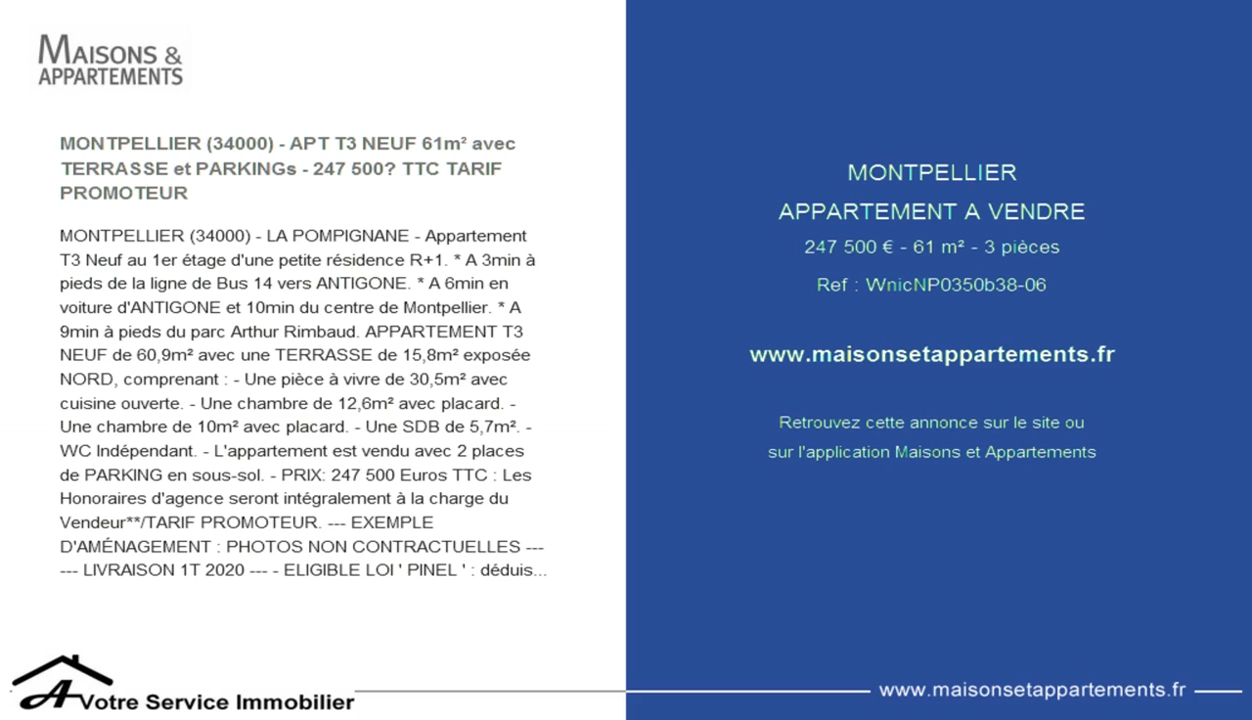 MAISONS &
APPARTEMENTS
MONTPELLIER (34000) - APT T3 NEUF 61m² avec
TERRASSE et PARKINGs - 247 500? TTC TARIF
PROMOTEUR
MONTPELLIER (34000) - LA POMPIGNANE - Appartement
T3 Neuf au 1er étage d'une petite résidence R+1. * A 3min à
pieds de la ligne de Bus 14 vers ANTIGONE. * A 6min en
voiture d'ANTIGONE et 10min du centre de Montpellier. * A
9min à pieds du parc Arthur Rimbaud. APPARTEMENT T3
NEUF de 60,9m² avec une TERRASSE de 15,8m² exposée
NORD, comprenant : - Une pièce à vivre de 30,5m² avec
cuisine ouverte. - Une chambre de 12,6m² avec placard. -
Une chambre de 10m² avec placard. - Une SDB de 5,7m². -
WC Indépendant. - L'appartement est vendu avec 2 places
de PARKING en sous-sol. - PRIX: 247 500 Euros TTC : Les
Honoraires d'agence seront intégralement à la charge du
Vendeur**/TARIF PROMOTEUR. --- EXEMPLE
D'AMÉNAGEMENT : PHOTOS NON CONTRACTUELLES ---
--- LIVRAISON 1T 2020 --- - ELIGIBLE LOI ' PINEL ' : déduis...
A Votre Service Immobilier
MONTPELLIER
APPARTEMENT A VENDRE
247 500 € - 61 m² - 3 pièces
Ref : WnicNP0350b38-06
www.maisonsetappartements.fr
Retrouvez cette annonce sur le site ou
sur l'application Maisons et Appartements
www.maisonsetappartements.fr